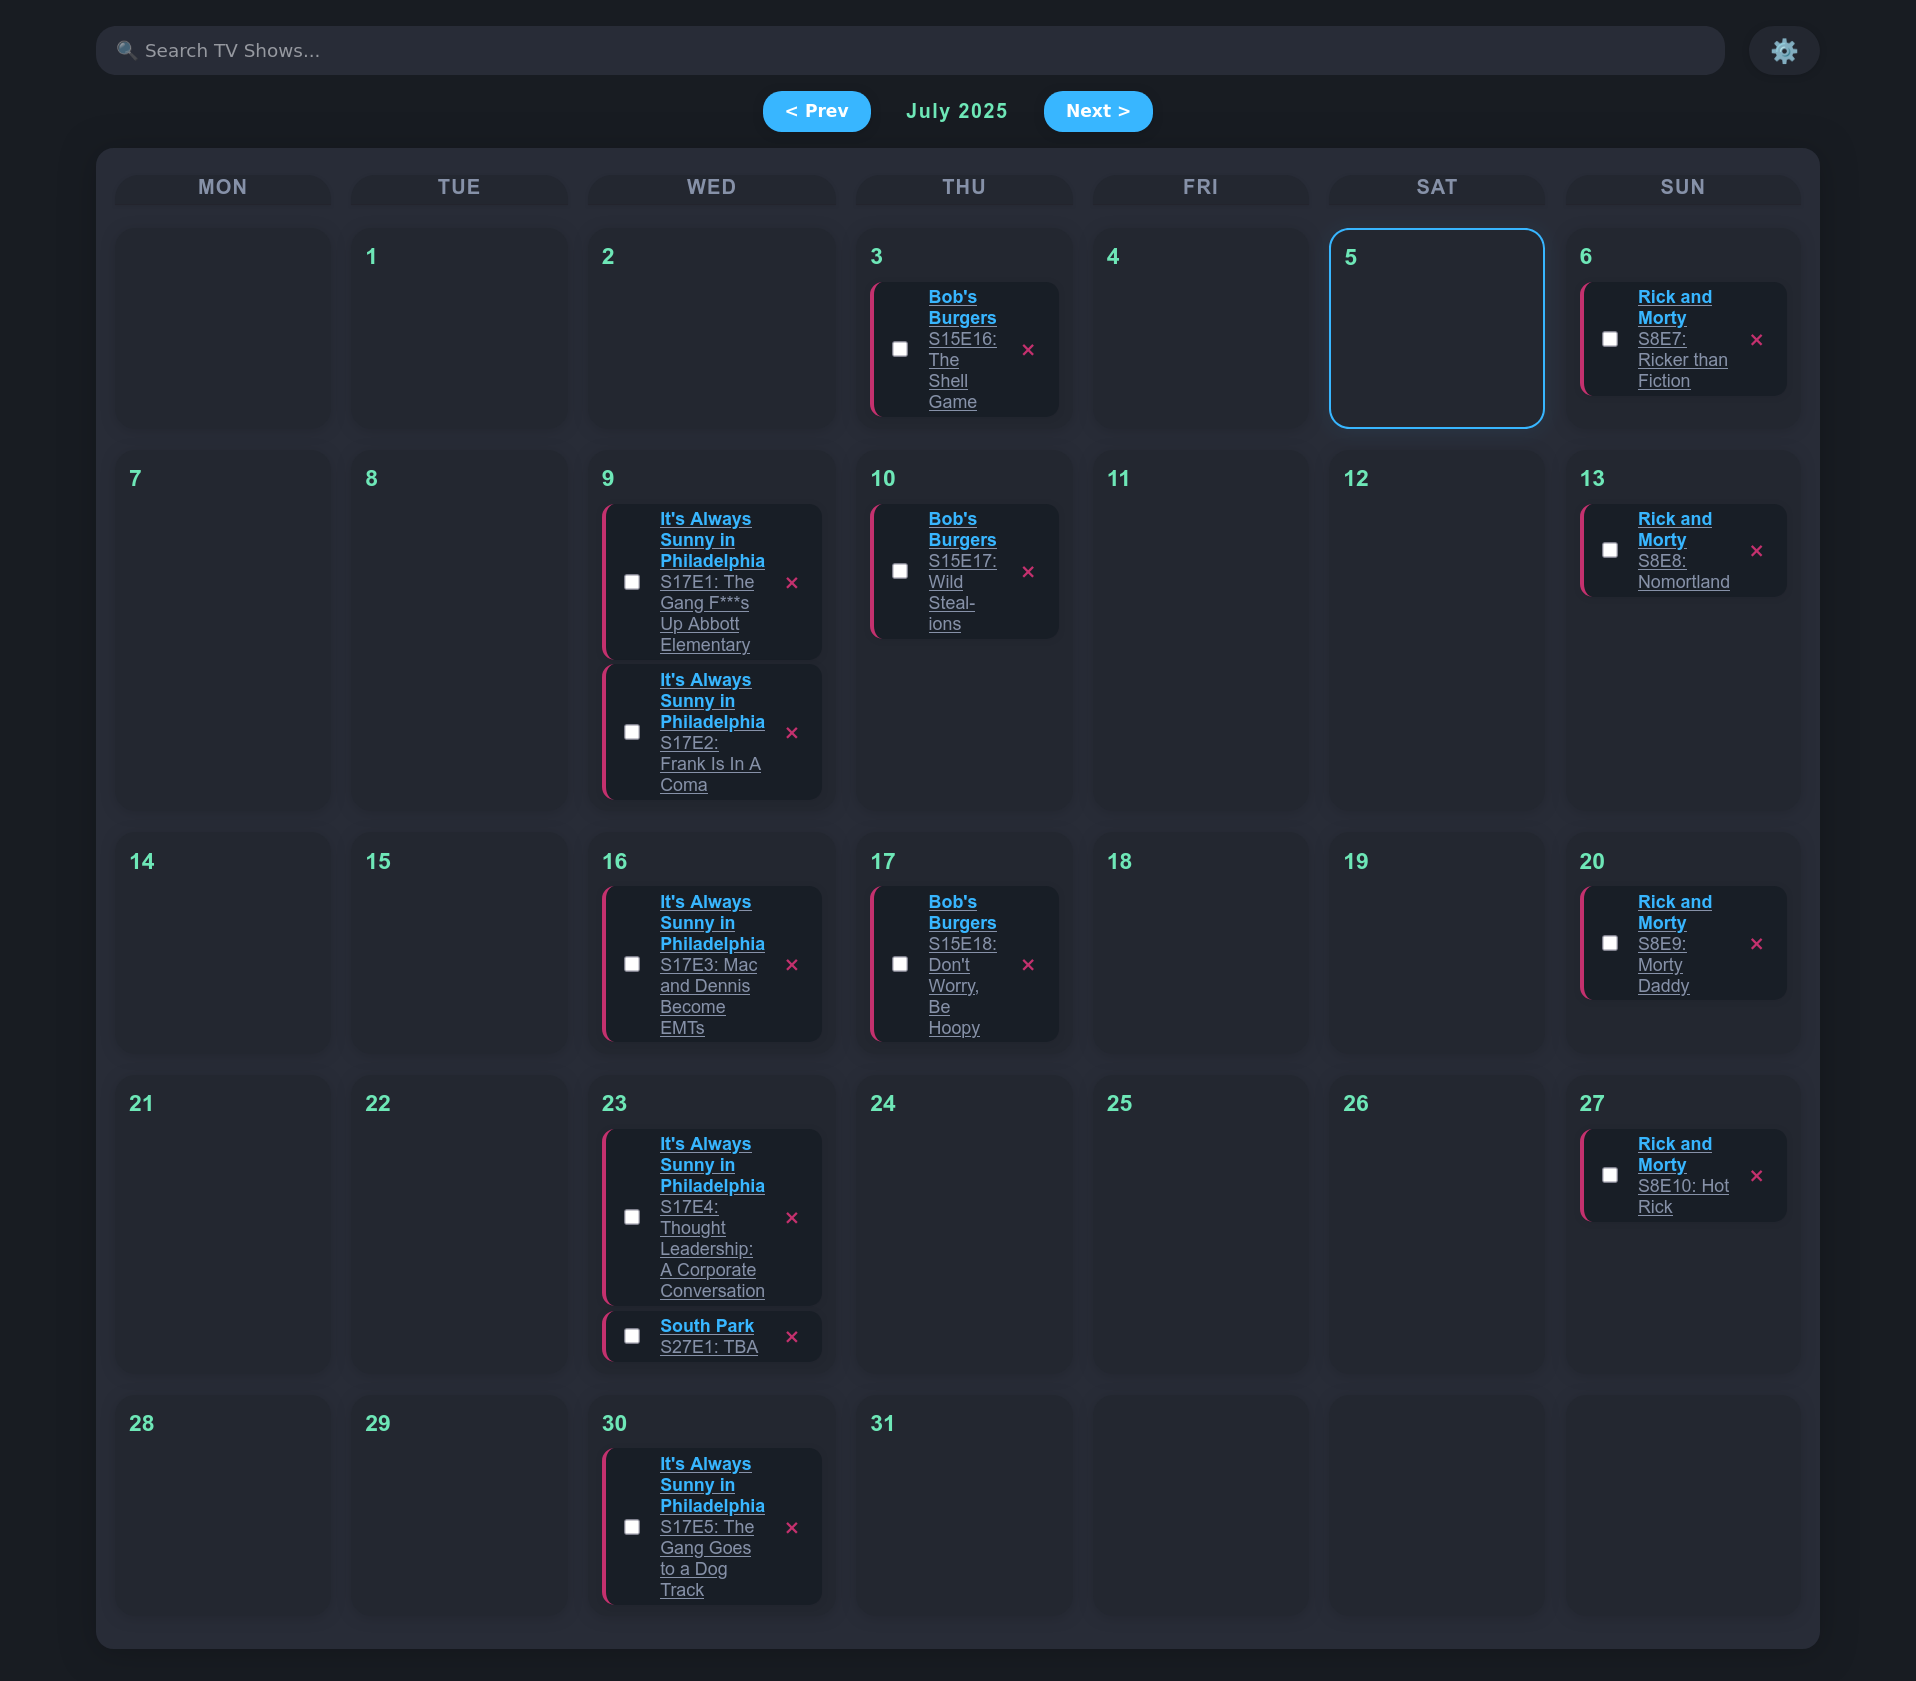 🔍 Search TV Shows...
⚙️
< Prev
July 2025
Next >
MON
TUE
WED
THU
FRI
SAT
SUN
1
2
3
Bob's
Burgers
S15E16:
The
Shell
Game
×
4
5
6
Rick and
Morty
S8E7:
Ricker than
Fiction
×
7
8
9
It's Always
Sunny in
Philadelphia
S17E1: The
Gang F***s
Up Abbott
Elementary
×
It's Always
Sunny in
Philadelphia
S17E2:
Frank Is In A
Coma
×
10
Bob's
Burgers
S15E17:
Wild
Steal-
ions
×
11
12
13
Rick and
Morty
S8E8:
Nomortland
×
14
15
16
It's Always
Sunny in
Philadelphia
S17E3: Mac
and Dennis
Become
EMTs
×
17
Bob's
Burgers
S15E18:
Don't
Worry,
Be
Hoopy
×
18
19
20
Rick and
Morty
S8E9:
Morty
Daddy
×
21
22
23
It's Always
Sunny in
Philadelphia
S17E4:
Thought
Leadership:
A Corporate
Conversation
×
South Park
S27E1: TBA
×
24
25
26
27
Rick and
Morty
S8E10: Hot
Rick
×
28
29
30
It's Always
Sunny in
Philadelphia
S17E5: The
Gang Goes
to a Dog
Track
×
31